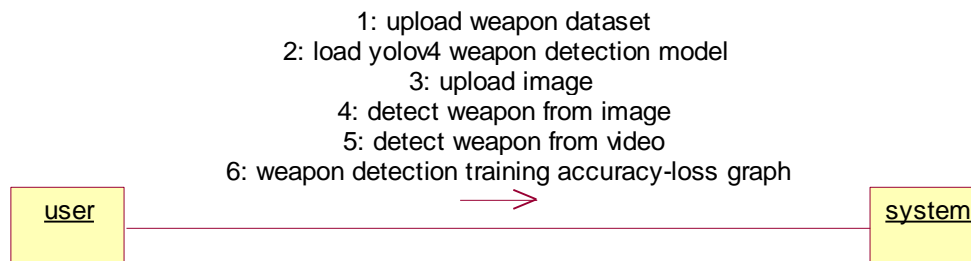 1: upload weapon dataset
2: load yolov4 weapon detection model
3: upload image
4: detect weapon from image
5: detect weapon from video
6: weapon detection training accuracy-loss graph
user
system